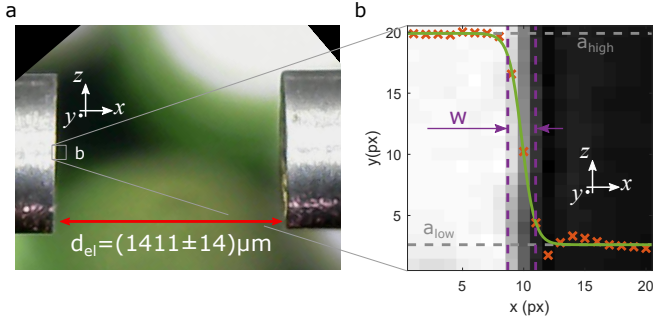 a
z
y
x
b
d_el=(1411±14)µm
b
20
15
10
5
y(px)
a_high
w
z
y
x
a_low
5
10
15
20
x (px)